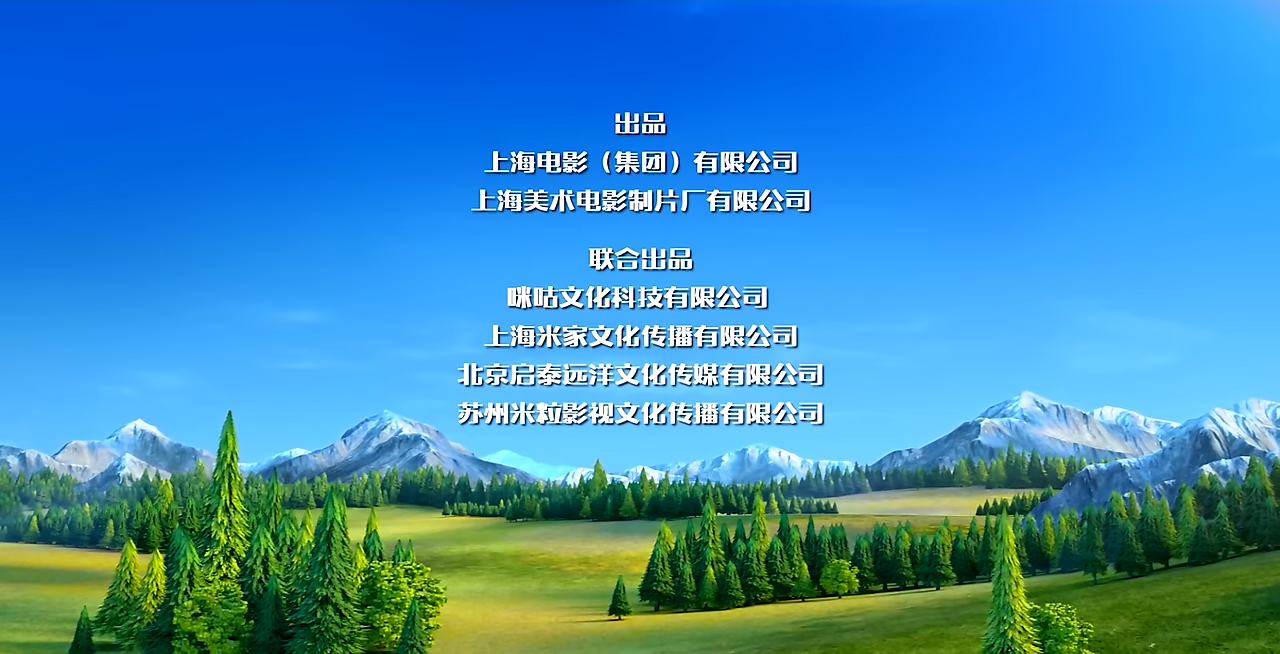 出品
上海电影（集团）有限公司
上海美术电影制片厂有限公司
联合出品
咪咕文化科技有限公司
上海米家文化传播有限公司
北京启泰远洋文化传媒有限公司
苏州米粒影视文化传播有限公司